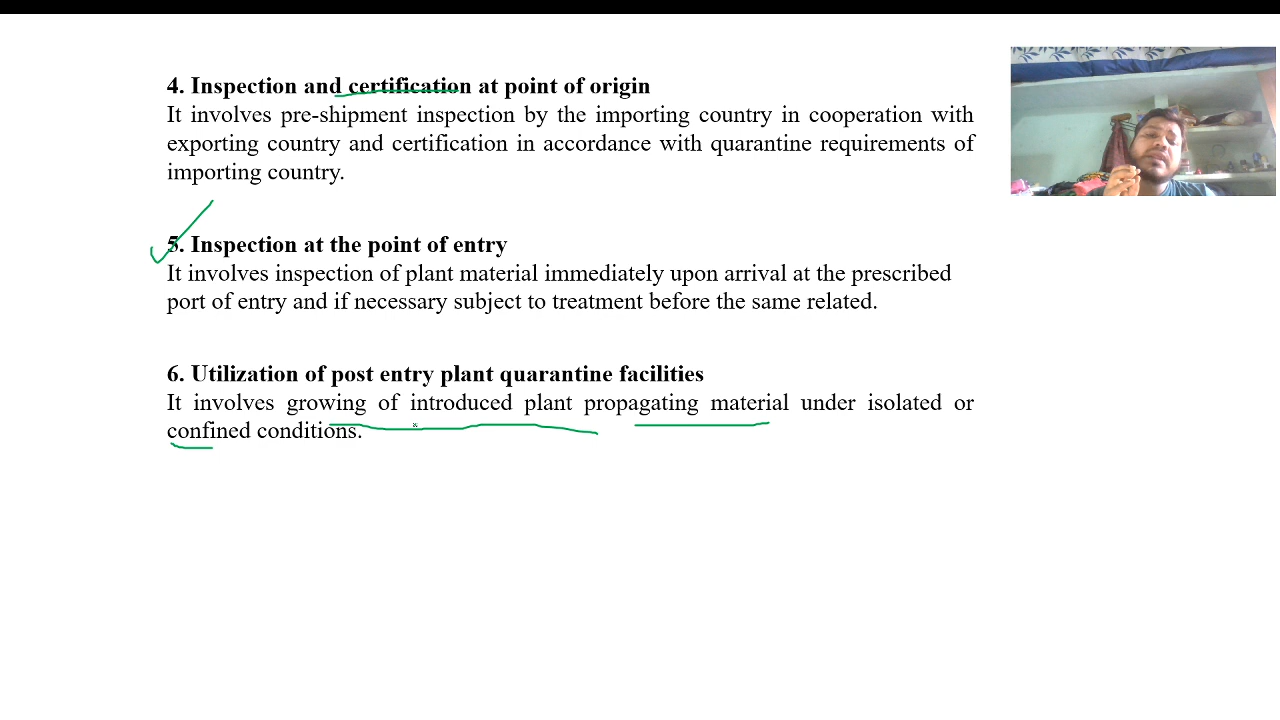 4. Inspection and certification at point of origin
It involves pre-shipment inspection by the importing country in cooperation with
exporting country and certification in accordance with quarantine requirements of
importing country.
5. Inspection at the point of entry
It involves inspection of plant material immediately upon arrival at the prescribed
port of entry and if necessary subject to treatment before the same related.
6. Utilization of post entry plant quarantine facilities
It involves growing of introduced plant propagating material under isolated or
confined conditions.